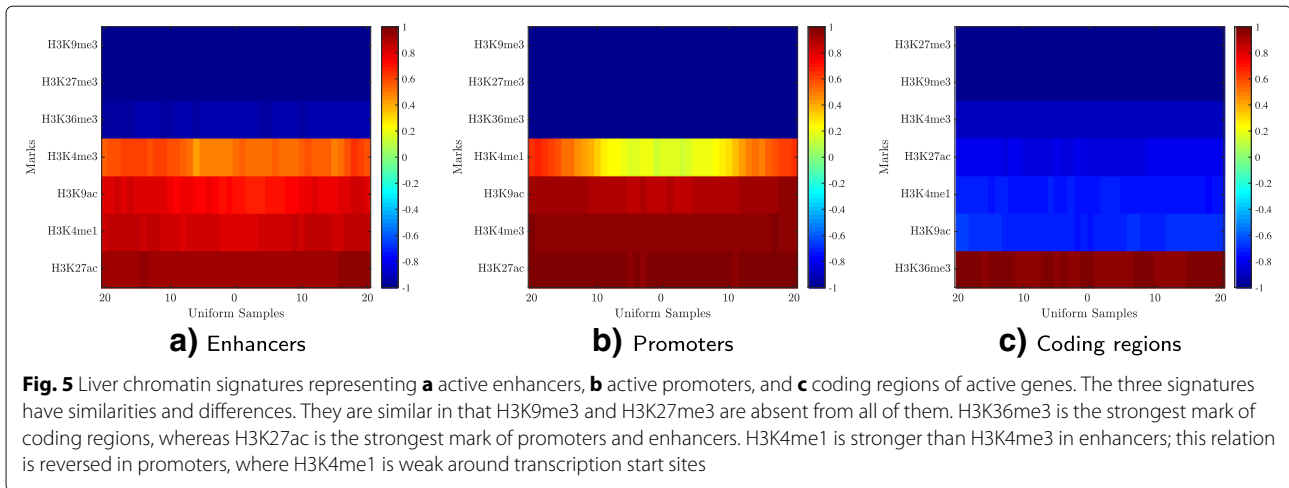 H3K9me3
H3K27me3
H3K36me3
H3K4me3
H3K9ac
H3K4me1
H3K27ac
Marks
20 10 0 10 20
Uniform Samples
1
0.8
0.6
0.4
0.2
0
-0.2
-0.4
-0.6
-0.8
-1
a) Enhancers
H3K9me3
H3K27me3
H3K36me3
H3K4me1
H3K9ac
H3K4me3
H3K27ac
Marks
20 10 0 10 20
Uniform Samples
1
0.8
0.6
0.4
0.2
0
-0.2
-0.4
-0.6
-0.8
-1
b) Promoters
H3K27me3
H3K9me3
H3K4me3
H3K27ac
H3K4me1
H3K9ac
H3K36me3
Marks
20 10 0 10 20
Uniform Samples
1
0.8
0.6
0.4
0.2
0
-0.2
-0.4
-0.6
-0.8
-1
c) Coding regions
Fig. 5 Liver chromatin signatures representing a active enhancers, b active promoters, and c coding regions of active genes. The three signatures
have similarities and differences. They are similar in that H3K9me3 and H3K27me3 are absent from all of them. H3K36me3 is the strongest mark of
coding regions, whereas H3K27ac is the strongest mark of promoters and enhancers. H3K4me1 is stronger than H3K4me3 in enhancers; this relation
is reversed in promoters, where H3K4me1 is weak around transcription start sites